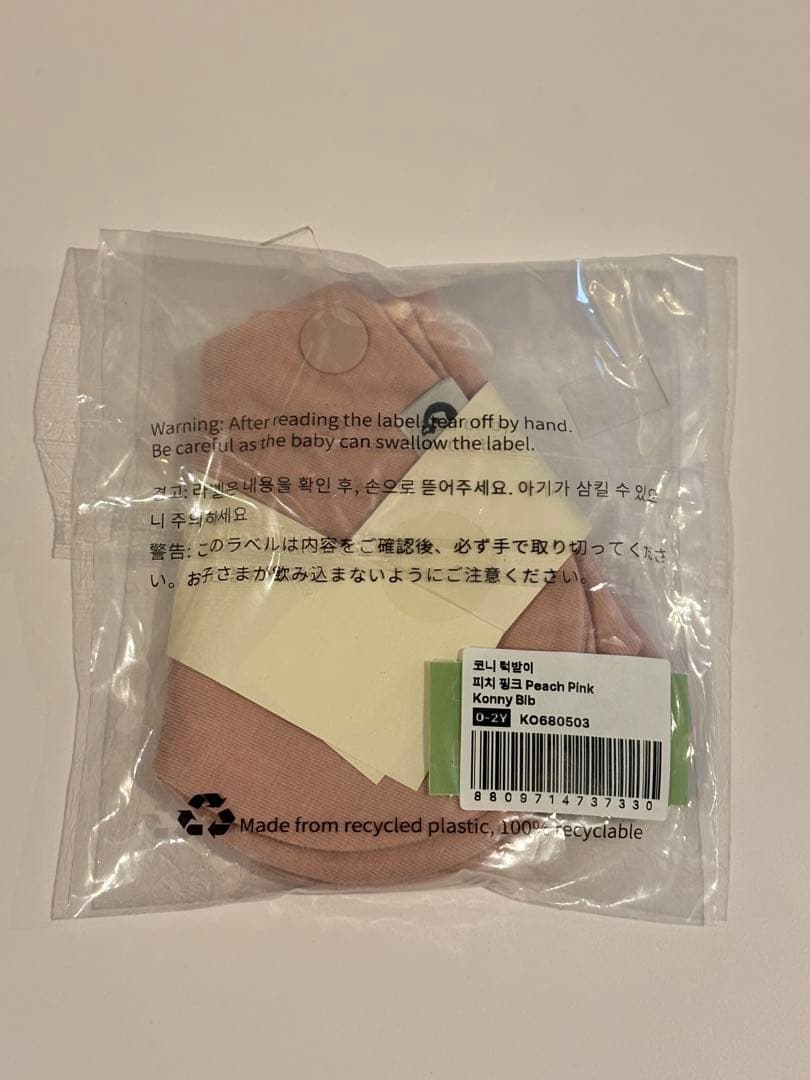 Warning: After reading the label, tear off by hand.
Be careful as the baby can swallow the label.
경고: 라벨은 내용을 확인 후, 손으로 뜯어주세요. 아기가 삼킬 수 있으
니 주의하세요
警告: このラベルは内容をご確認後、必ず手で取り切ってくださ
い。お子さまが飲み込まないようにご注意ください。
코니 턱받이
피치 핑크 Peach Pink
Konny Bib
0-2Y KO680503
8809714737330
Made from recycled plastic, 100% recyclable